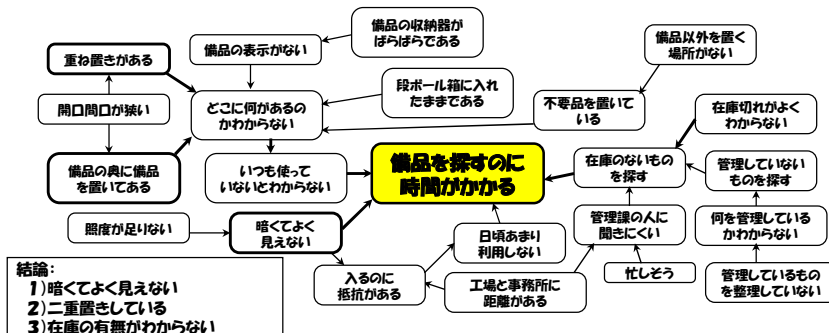 備品の収納器が
ばらばらである
備品の表示がない
備品以外を置く
場所がない
重ね置きがある
段ボール箱に入れ
たままである
どこに何があるの
かわからない
不要品を置いて
いる
在庫切れがよく
わからない
開口間口が狭い
備品の奥に備品
を置いてある
いつも使って
いないとわからない
備品を探すのに
時間がかかる
在庫のないもの
を探す
管理していない
ものを探す
照度が足りない
暗くてよく
見えない
日頃あまり
利用しない
管理課の人に
聞きにくい
何を管理している
かわからない
入るのに
抵抗がある
工場と事務所に
距離がある
忙しそう
管理しているもの
を整理していない
結論:
1)暗くてよく見えない
2)二重置きしている
3)在庫の有無がわからない